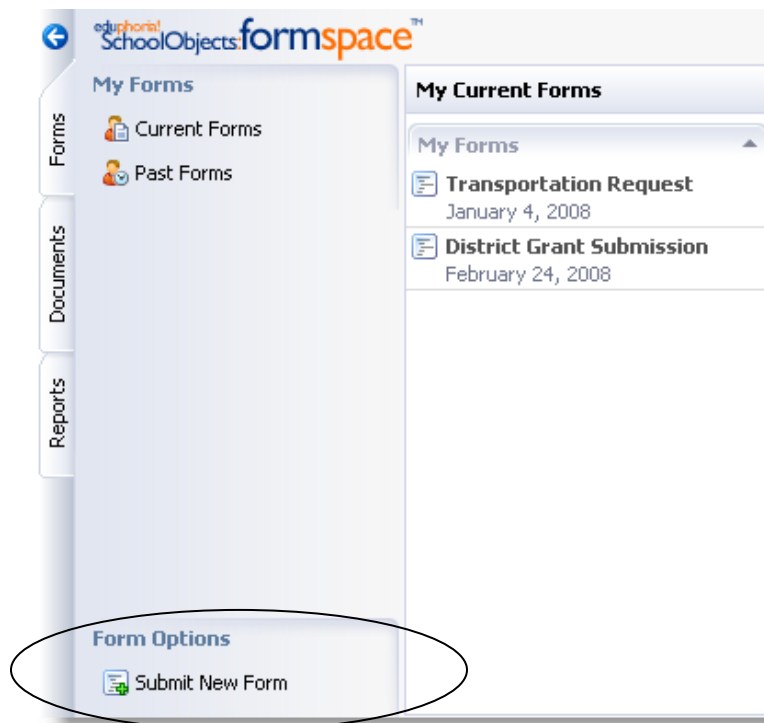 eduphoria!
SchoolObjects:formspace™
Forms
Documents
Reports
My Forms
Current Forms
Past Forms
Form Options
Submit New Form
My Current Forms
My Forms
Transportation Request
January 4, 2008
District Grant Submission
February 24, 2008